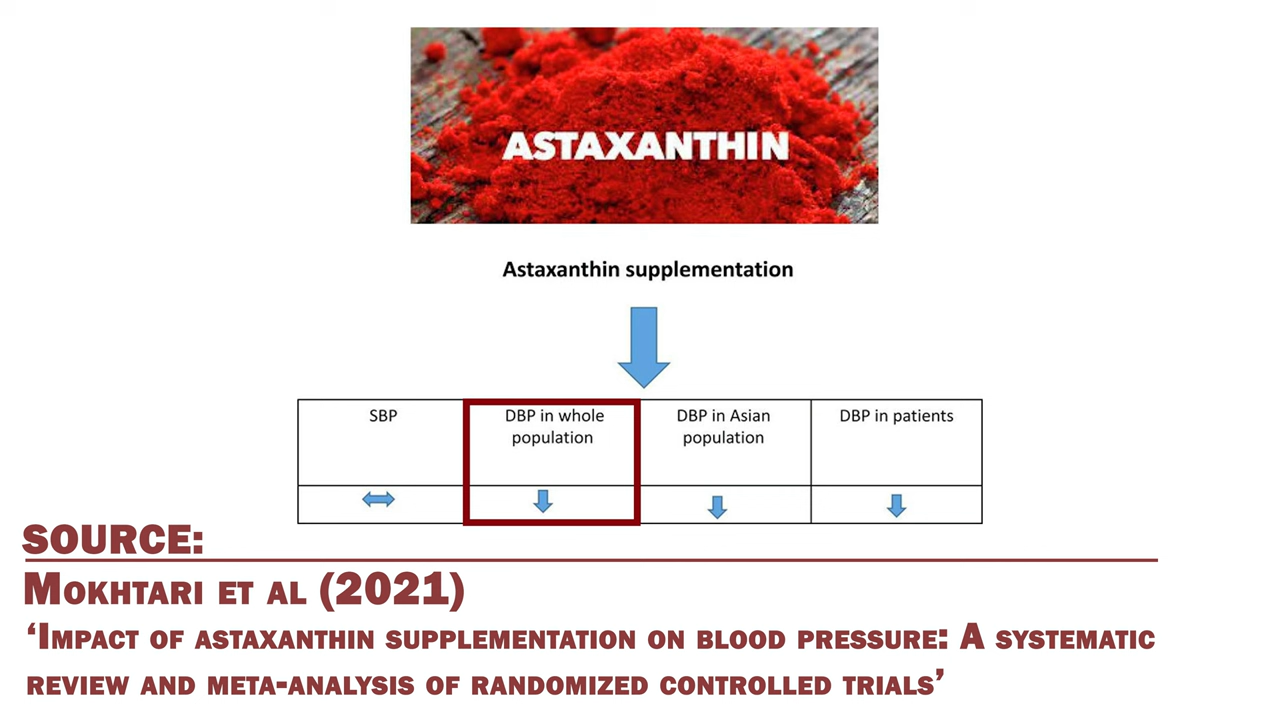 ASTAXANTHIN
Astaxanthin supplementation
SBP
DBP in whole
population
DBP in Asian
population
DBP in patients
SOURCE:
MOKHTARI ET AL (2021)
‘IMPACT OF ASTAXANTHIN SUPPLEMENTATION ON BLOOD PRESSURE: A SYSTEMATIC
REVIEW AND META-ANALYSIS OF RANDOMIZED CONTROLLED TRIALS’